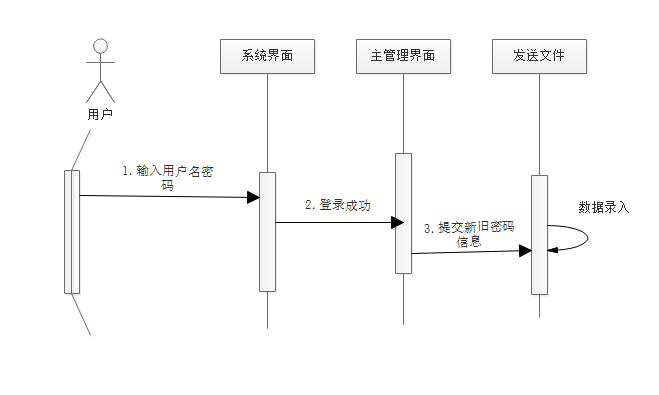 系统界面
主管理界面
发送文件
用户
1.输入用户名密
码
2.登录成功
数据录入
3.提交新旧密码
信息